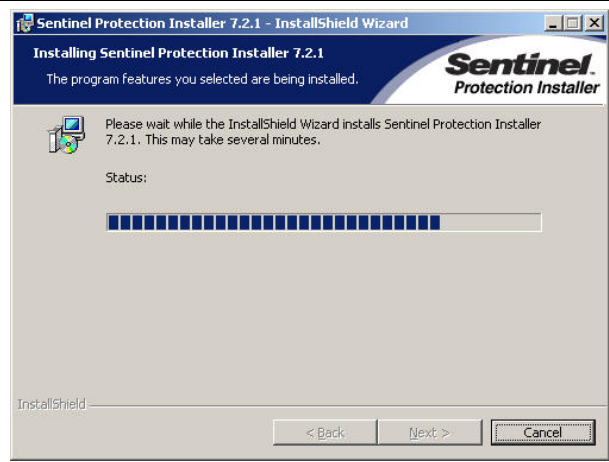 Sentinel Protection Installer 7.2.1 - InstallShield Wizard
Installing Sentinel Protection Installer 7.2.1
The program features you selected are being installed.
Sentinel.
Protection Installer
Please wait while the InstallShield Wizard installs Sentinel Protection Installer
7.2.1. This may take several minutes.
Status:
InstallShield
< Back
Next >
Cancel